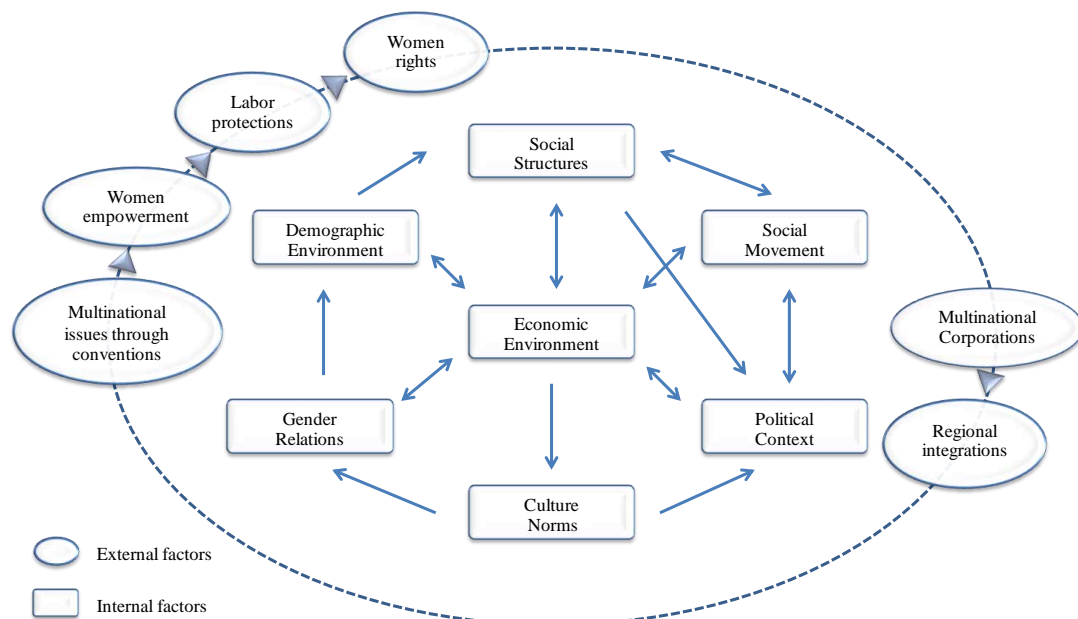 Women
rights
Labor
protections
Women
empowerment
Multinational
issues through
conventions
Social
Structures
Demographic
Environment
Social
Movement
Economic
Environment
Multinational
Corporations
Gender
Relations
Political
Context
Regional
integrations
Culture
Norms
External factors
Internal factors